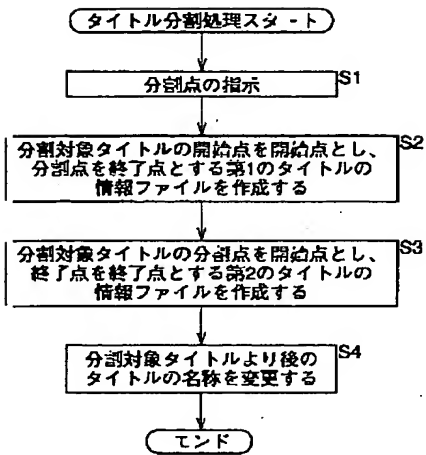 タイトル分割処理スタート
分割点の指示
S1
分割対象タイトルの開始点を開始点とし、
分割点を終了点とする第1のタイトルの
情報ファイルを作成する
S2
分割対象タイトルの分割点を開始点とし、
終了点を終了点とする第2のタイトルの
情報ファイルを作成する
S3
分割対象タイトルより後の
タイトルの名称を変更する
S4
エンド